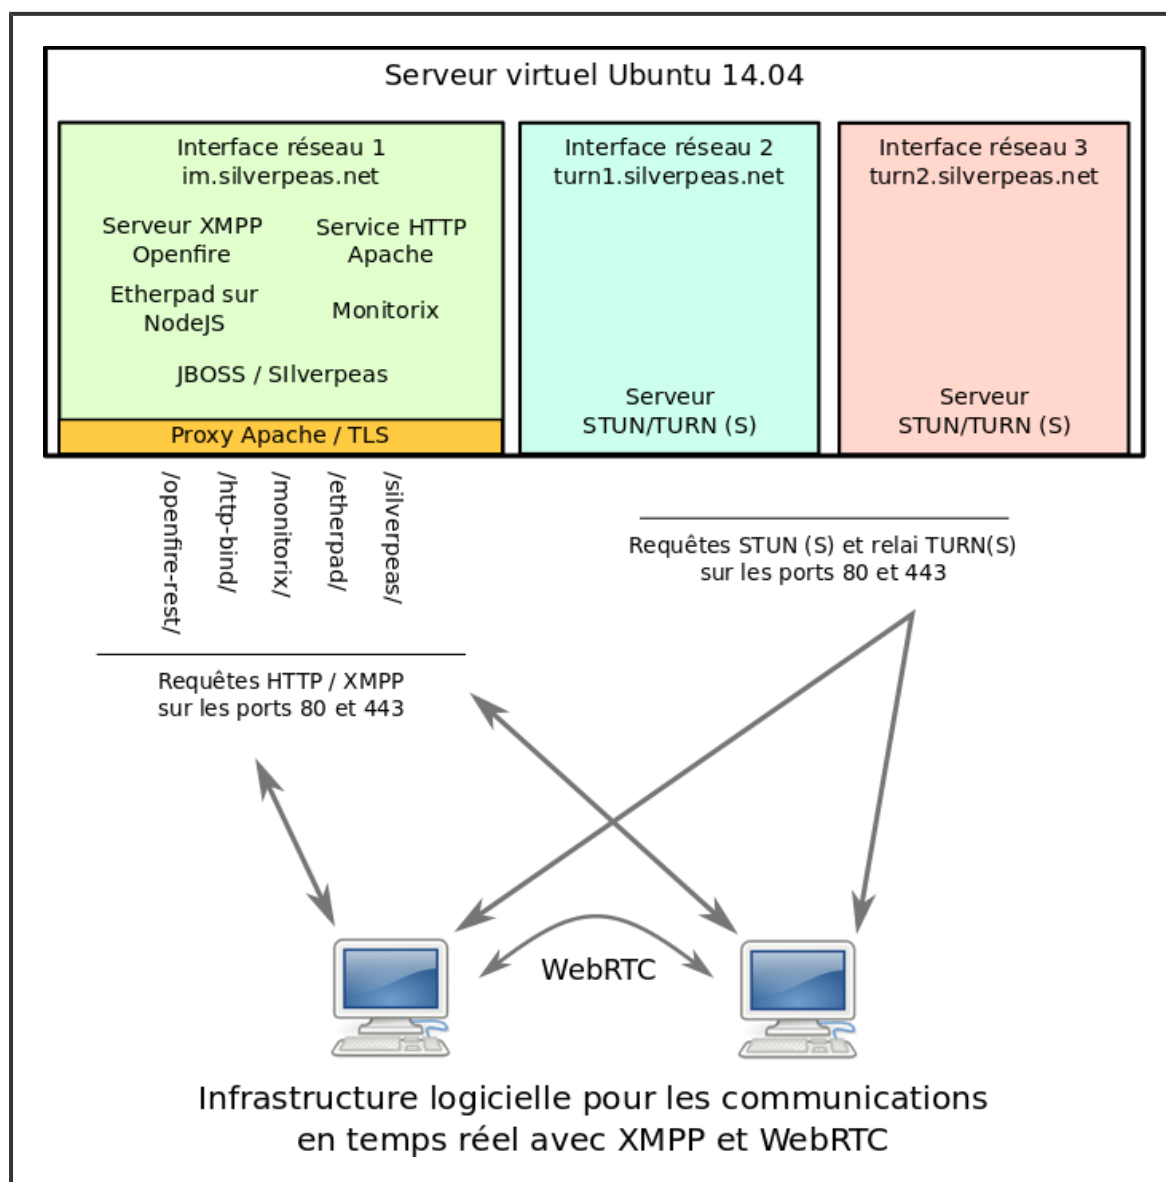 Serveur virtuel Ubuntu 14.04
Interface réseau 1
im.silverpeas.net
Serveur XMPP
Openfire
Service HTTP
Apache
Etherpad sur
NodeJS
Monitorix
JBOSS / SIlverpeas
Proxy Apache / TLS
Interface réseau 2
turn1.silverpeas.net
Serveur
STUN/TURN (S)
Interface réseau 3
turn2.silverpeas.net
Serveur
STUN/TURN (S)
/openfire-rest/
/http-bind/
/monitorix/
/etherpad/
/silverpeas/
Requêtes HTTP / XMPP
sur les ports 80 et 443
Requêtes STUN (S) et relai TURN(S)
sur les ports 80 et 443
WebRTC
Infrastructure logicielle pour les communications
en temps réel avec XMPP et WebRTC